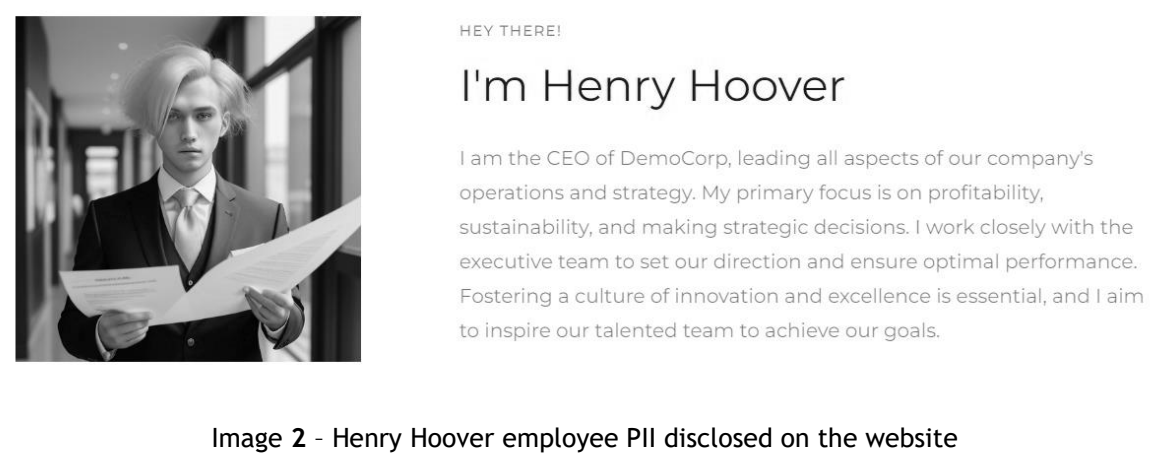 HEY THERE!
I'm Henry Hoover
I am the CEO of DemoCorp, leading all aspects of our company's
operations and strategy. My primary focus is on profitability,
sustainability, and making strategic decisions. I work closely with the
executive team to set our direction and ensure optimal performance.
Fostering a culture of innovation and excellence is essential, and I aim
to inspire our talented team to achieve our goals.
Image 2 – Henry Hoover employee PII disclosed on the website